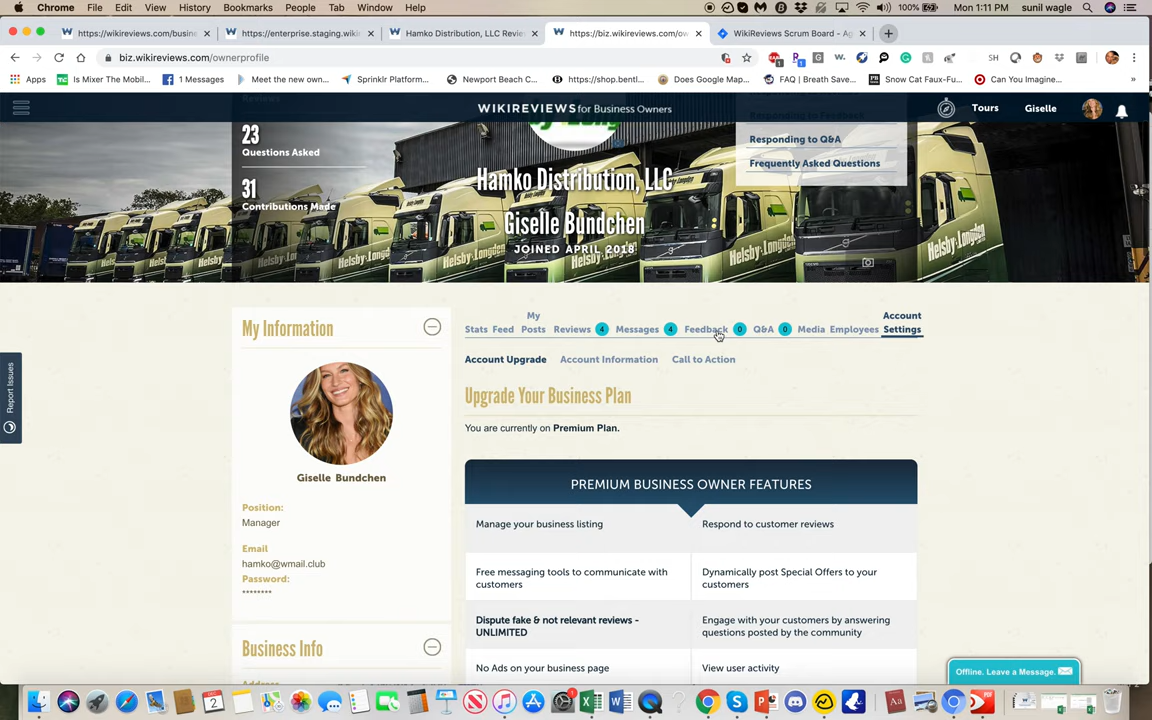 Chrome File Edit View History Bookmarks People Tab Window Help 100% Mon 1:11 PM sunil wagle
https://wikireviews.com/busin
https://enterprise.staging.wiki
Hamko Distribution, LLC Revie
https://biz.wikireviews.com/ow
WikiReviews Scrum Board - Ag
biz.wikireviews.com/ownerprofile
Apps Is Mixer The Mobil... 1 Messages Meet the new own... Sprinklr Platform... Newport Beach C... https://shop.bentl... Does Google Map... FAQ | Breath Save... Snow Cat Faux-Fu... Can You Imagine...
WIKIREVIEWS for Business Owners
Tours
Giselle
Reviews
Responding to Feedback
23
Questions Asked
31
Contributions Made
Responding to Q&A
Frequently Asked Questions
Hamko Distribution, LLC
Giselle Bundchen
JOINED APRIL 2018
Helsby-Longden
Helsby-Longden
Report Issues
My Information
Giselle Bundchen
Position:
Manager
Email
hamko@wmail.club
Password:
********
Business Info
Stats Feed My Posts Reviews 4 Messages 4 Feedback 0 Q&A 0 Media Employees Account Settings
Account Upgrade Account Information Call to Action
Upgrade Your Business Plan
You are currently on Premium Plan.
PREMIUM BUSINESS OWNER FEATURES
Manage your business listing
Respond to customer reviews
Free messaging tools to communicate with
customers
Dynamically post Special Offers to your
customers
Dispute fake & not relevant reviews -
UNLIMITED
Engage with your customers by answering
questions posted by the community
No Ads on your business page
View user activity
Offline. Leave a Message.